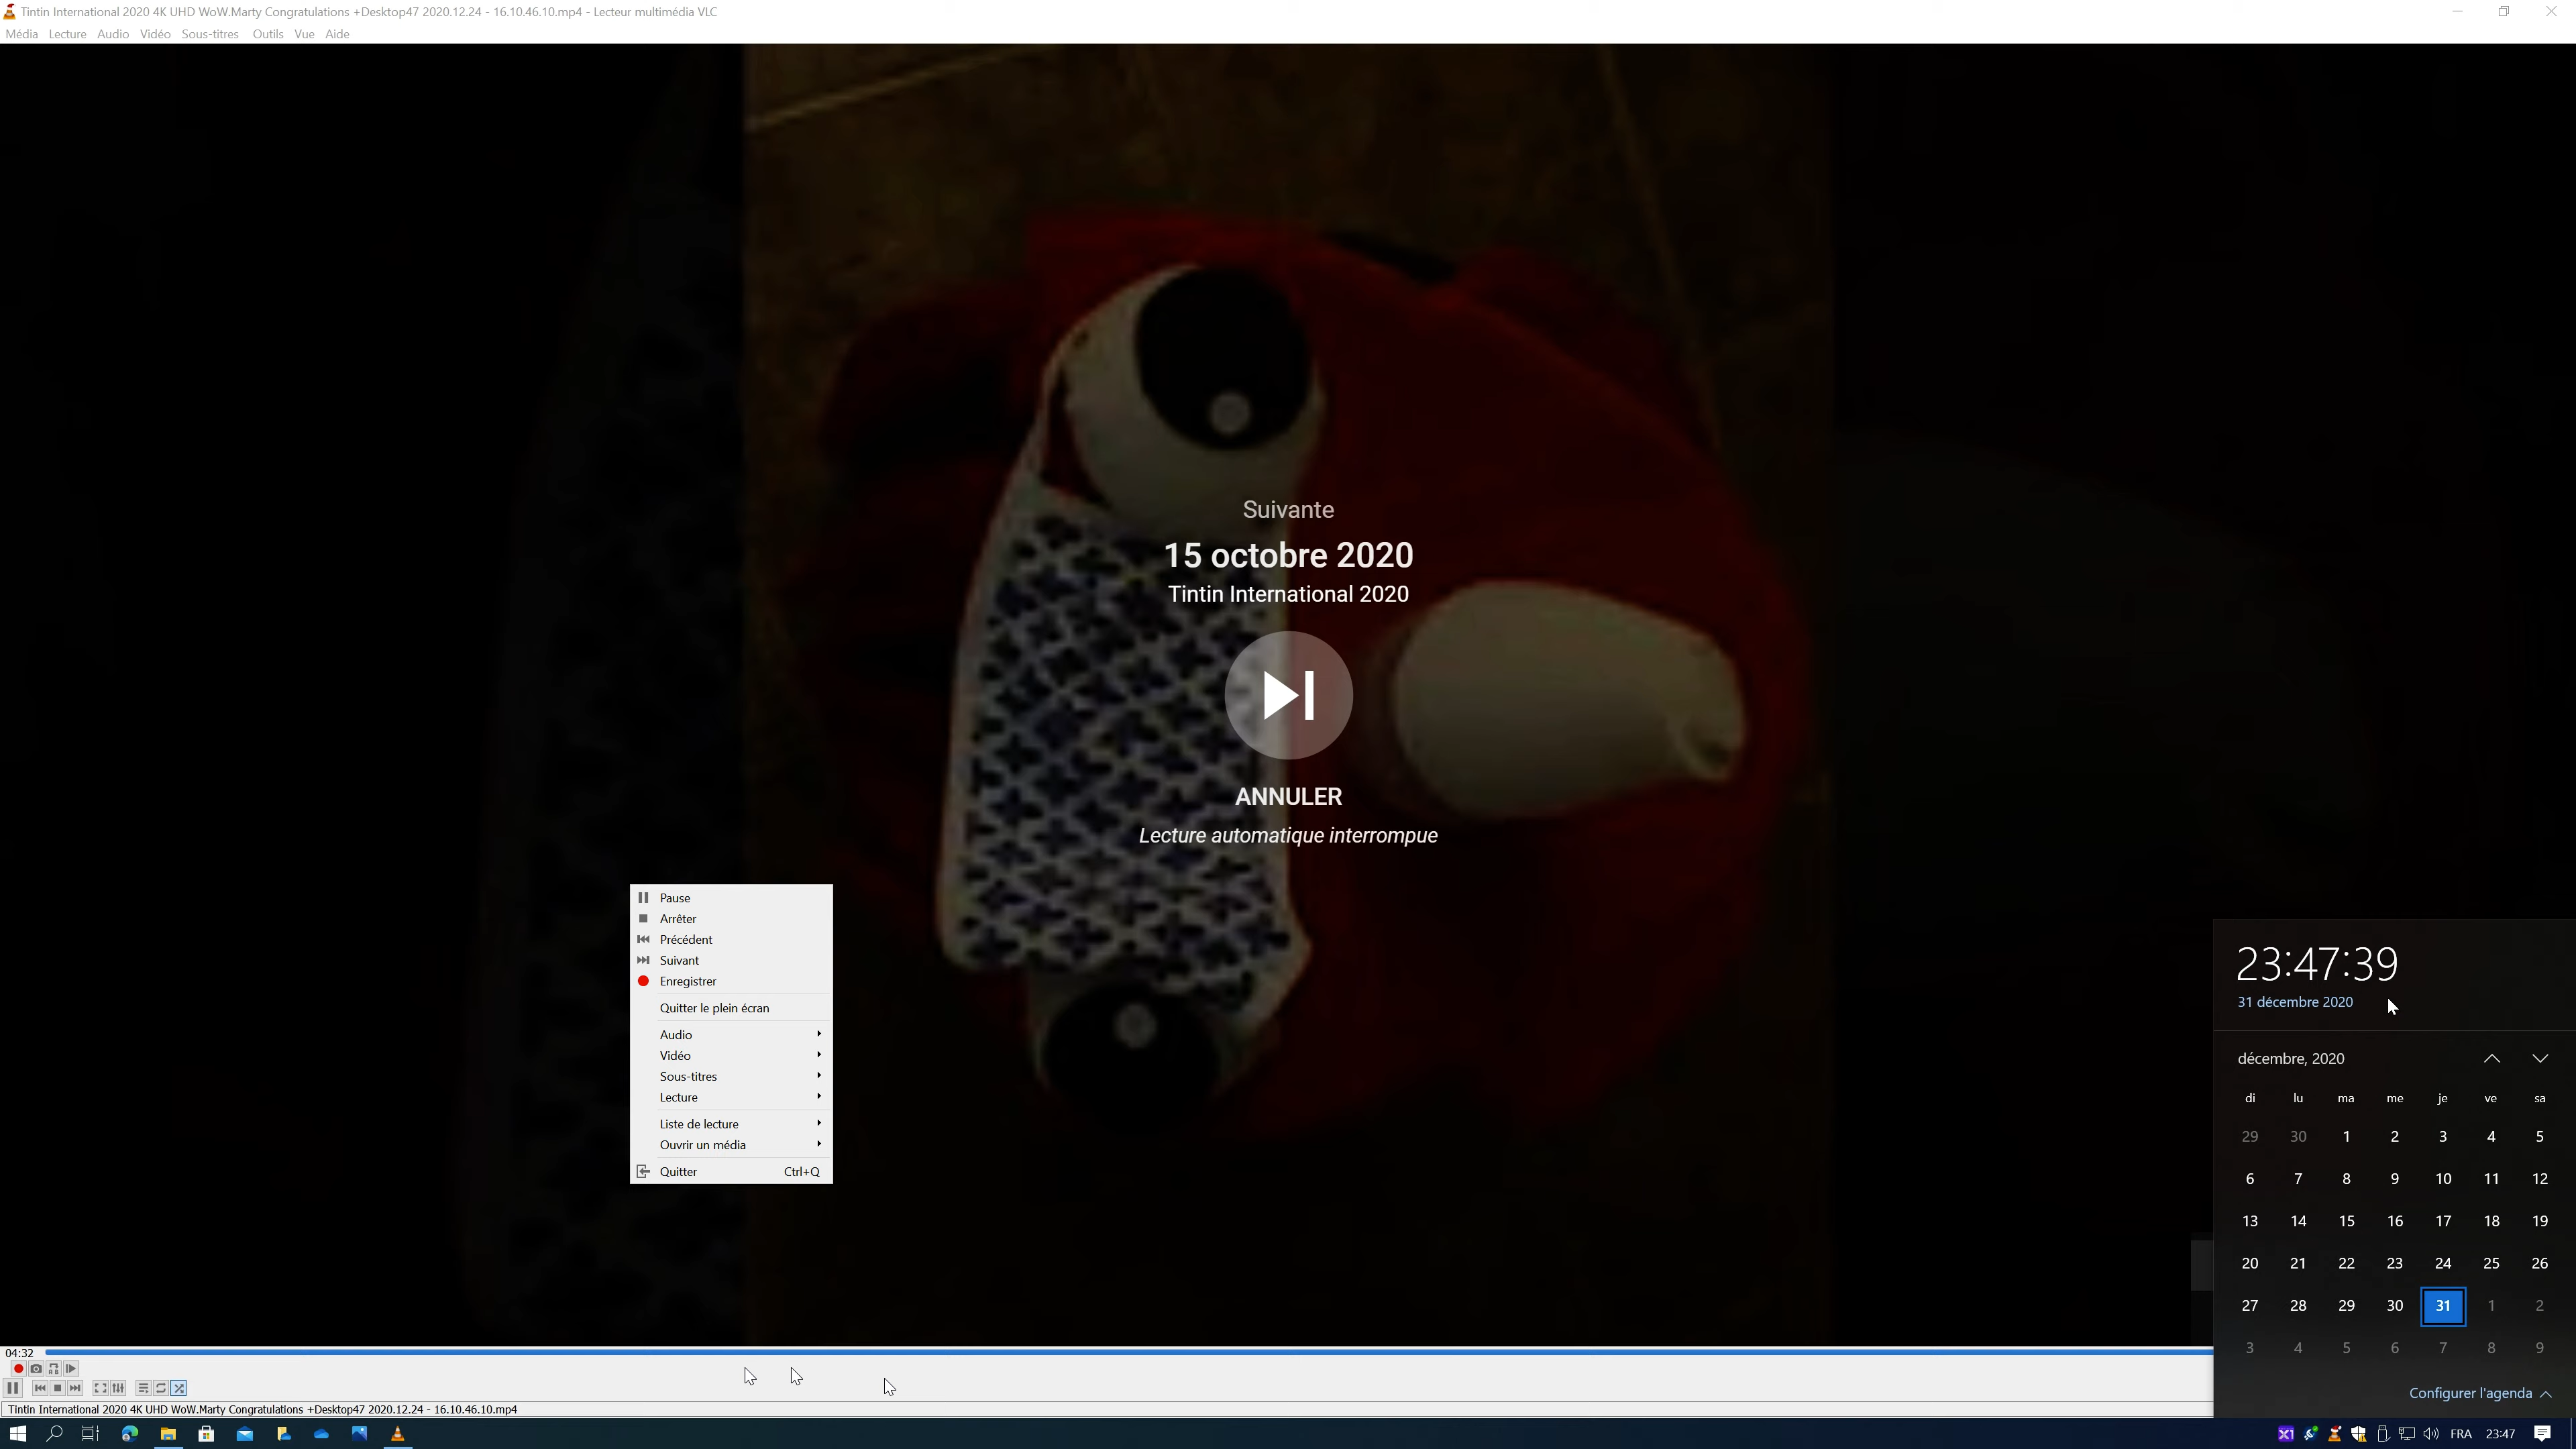 Tintin International 2020 4K UHD WoW.Marty Congratulations +Desktop47 2020.12.24 - 16.10.46.10.mp4 - Lecteur multimédia VLC
Média Lecture Audio Vidéo Sous-titres Outils Vue Aide
Suivante
15 octobre 2020
Tintin International 2020
ANNULER
Lecture automatique interrompue
Pause
Arrêter
Précédent
Suivant
Enregistrer
Quitter le plein écran
Audio
Vidéo
Sous-titres
Lecture
Liste de lecture
Ouvrir un média
Quitter Ctrl+Q
23:47:39
31 décembre 2020
décembre, 2020
di lu ma me je ve sa
29 30 1 2 3 4 5
6 7 8 9 10 11 12
13 14 15 16 17 18 19
20 21 22 23 24 25 26
27 28 29 30 31 1 2
3 4 5 6 7 8 9
Configurer l'agenda
04:32
Tintin International 2020 4K UHD WoW.Marty Congratulations +Desktop47 2020.12.24 - 16.10.46.10.mp4
X1 FRA 23:47